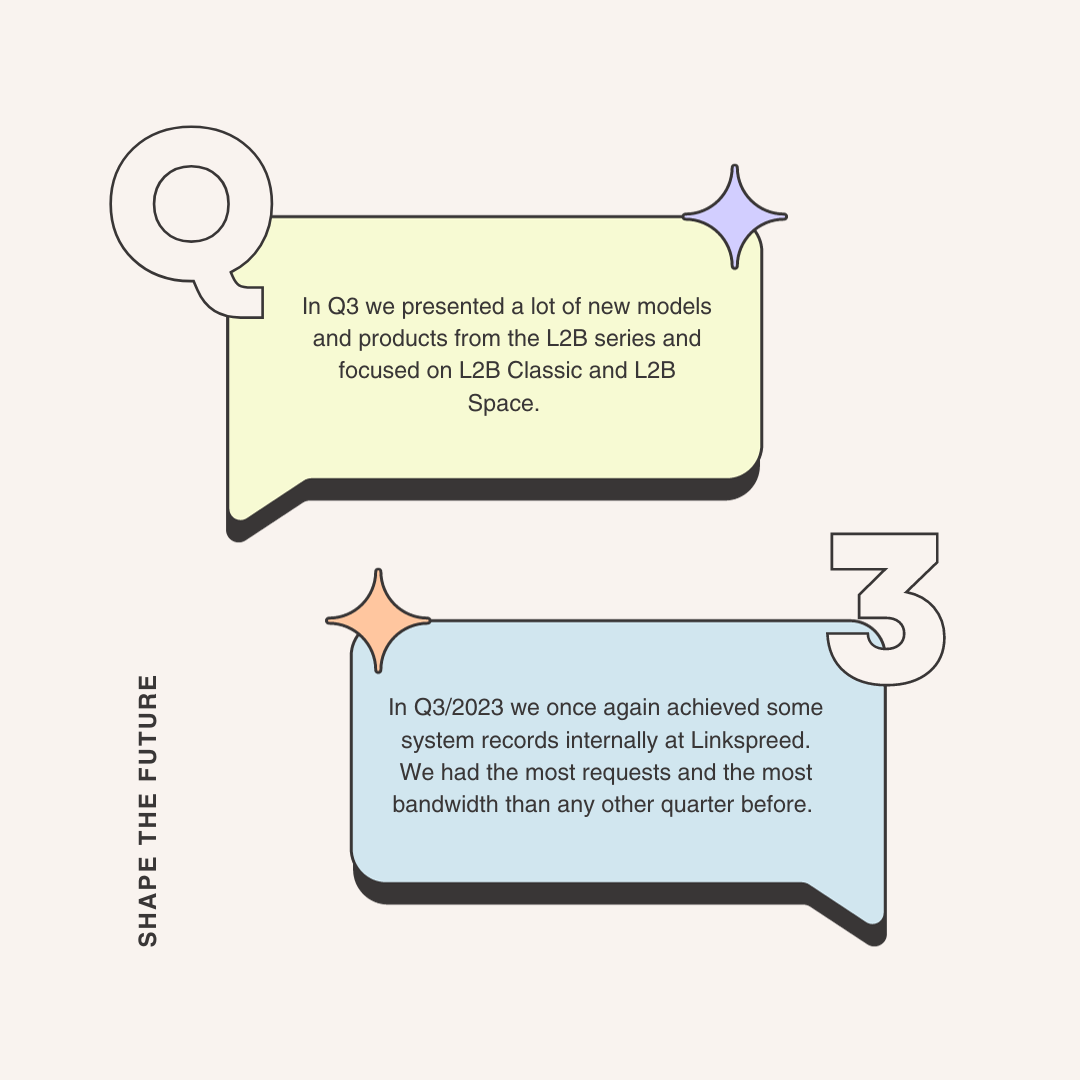 Q
In Q3 we presented a lot of new models
and products from the L2B series and
focused on L2B Classic and L2B
Space.
3
In Q3/2023 we once again achieved some
system records internally at Linkspreed.
We had the most requests and the most
bandwidth than any other quarter before.
SHAPE THE FUTURE